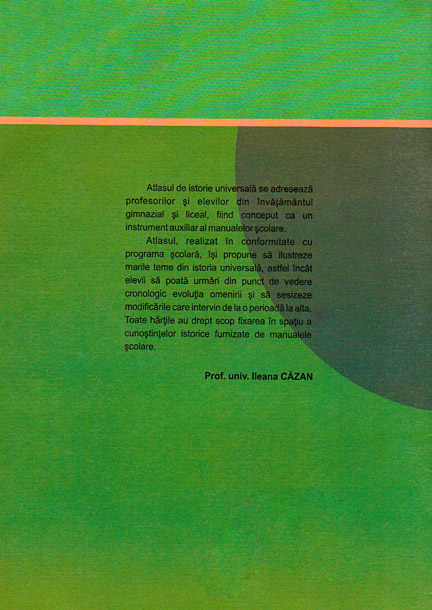 Atlasul de istorie universală se adresează
profesorilor şi elevilor din învăţământul
gimnazial şi liceal, fiind conceput ca un
instrument auxiliar al manualelor şcolare.
Atlasul, realizat în conformitate cu
programa şcolară, îşi propune să ilustreze
marile teme din istoria universală, astfel încât
elevii să poată urmări din punct de vedere
cronologic evoluţia omenirii şi să sesizeze
modificările care intervin de la o perioadă la alta.
Toate hărţile au drept scop fixarea în spaţiu a
cunoştinţelor istorice furnizate de manualele
şcolare.
Prof. univ. Ileana CĂZAN